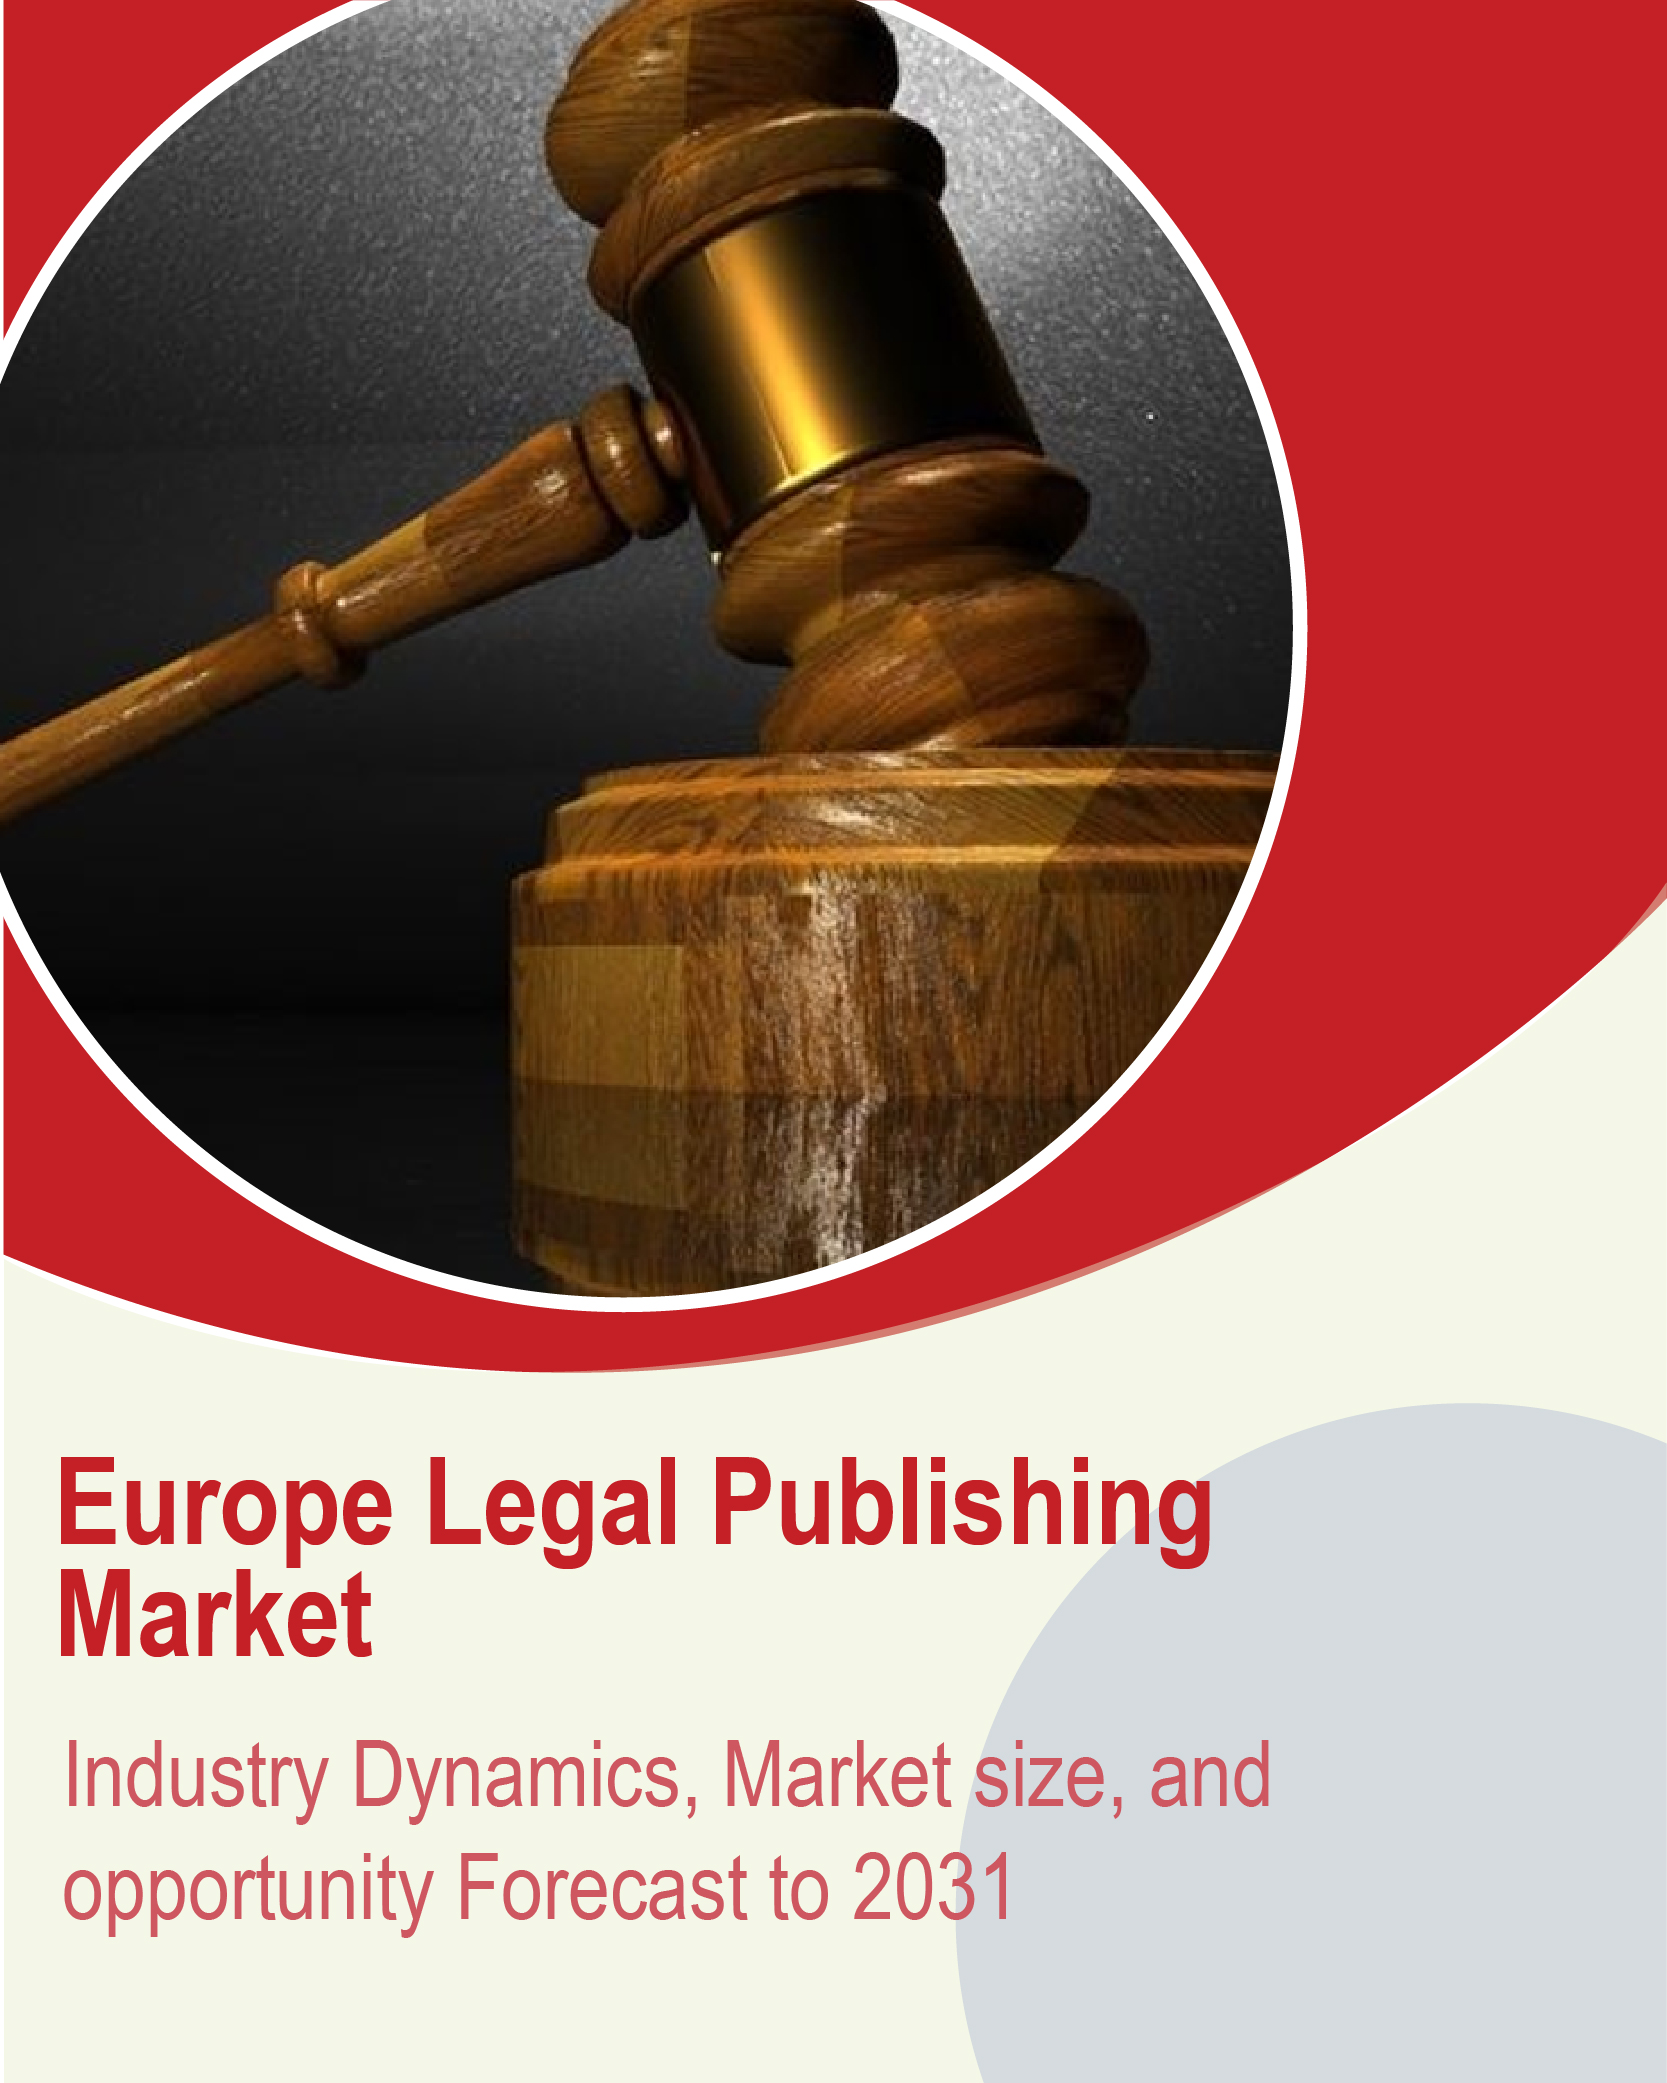 Europe Legal Publishing
Market
Industry Dynamics, Market size, and
opportunity Forecast to 2031